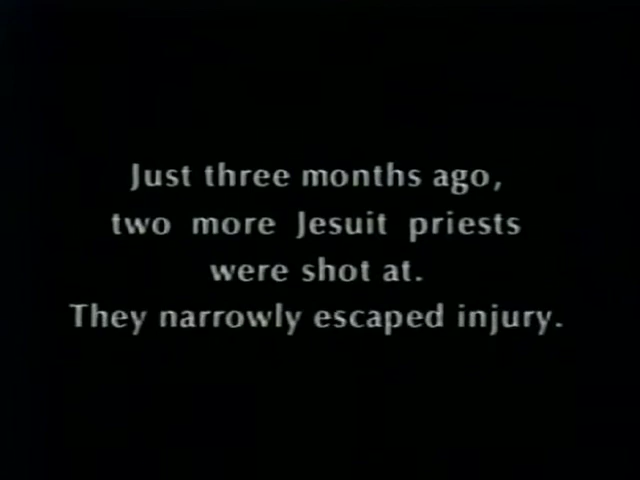 Just three months ago,
two more Jesuit priests
were shot at.
They narrowly escaped injury.